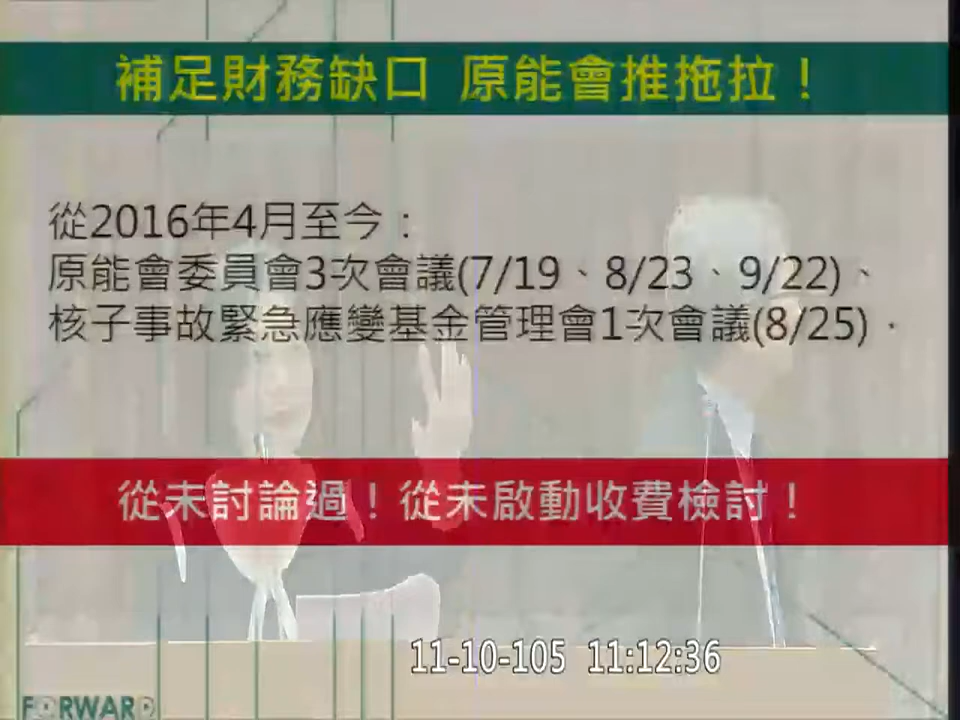 補足財務缺口 原能會推拖拉！
從2016年4月至今：
原能會委員會3次會議(7/19、8/23、9/22)、
核子事故緊急應變基金管理會1次會議(8/25)，
從未討論過！從未啟動收費檢討！
11-10-105 11:12:36
FORWARD